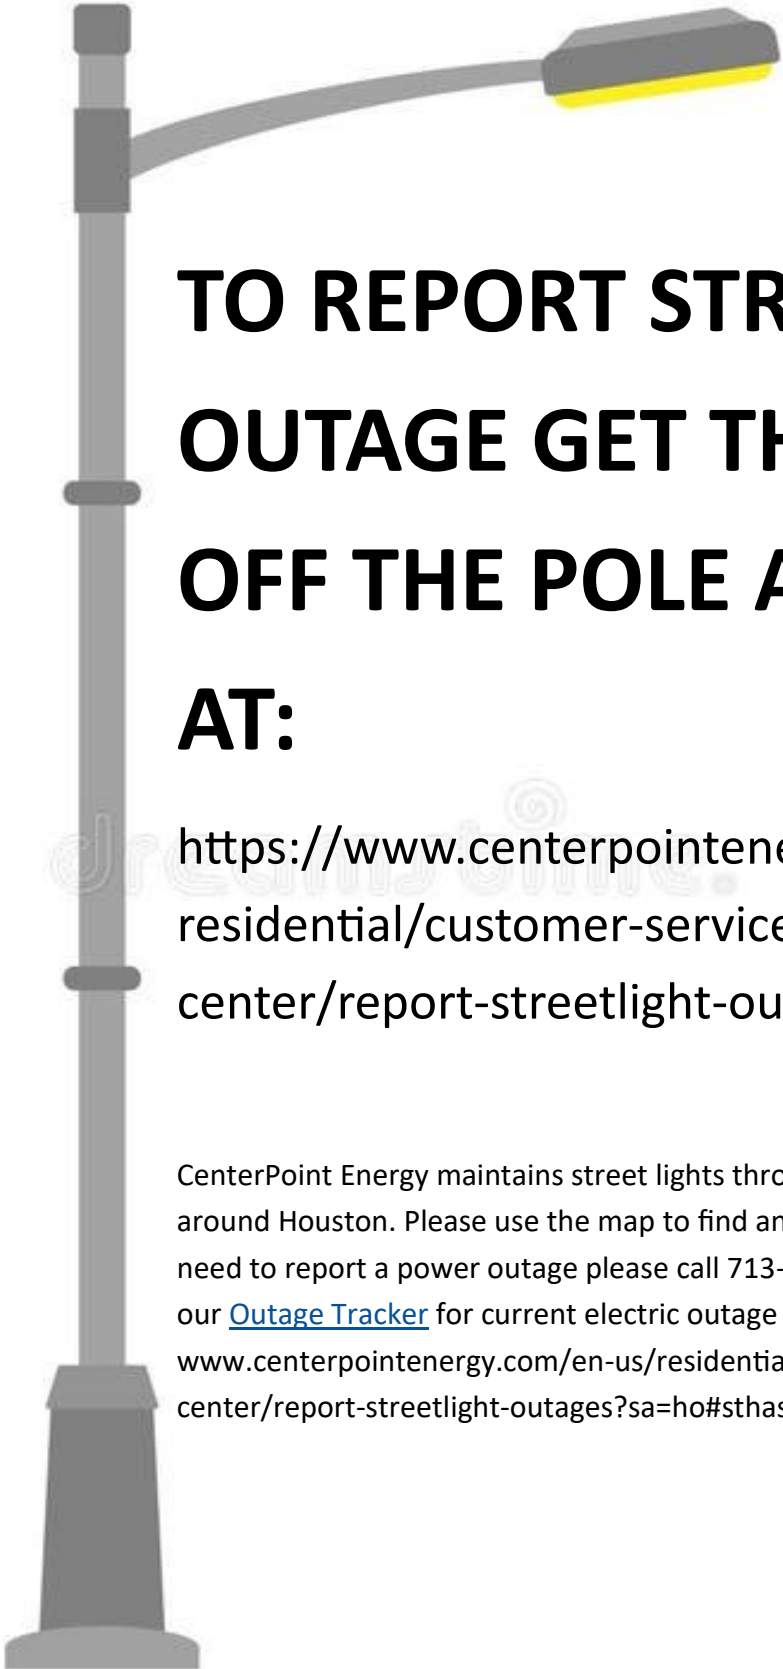 TO REPORT STR
OUTAGE GET TH
OFF THE POLE A
AT:
dreamstime.
https://www.centerpointene
residential/customer-service
center/report-streetlight-ou
CenterPoint Energy maintains street lights thro
around Houston. Please use the map to find an
need to report a power outage please call 713-
our Outage Tracker for current electric outage
www.centerpointenergy.com/en-us/residentia
center/report-streetlight-outages?sa=ho#sthas